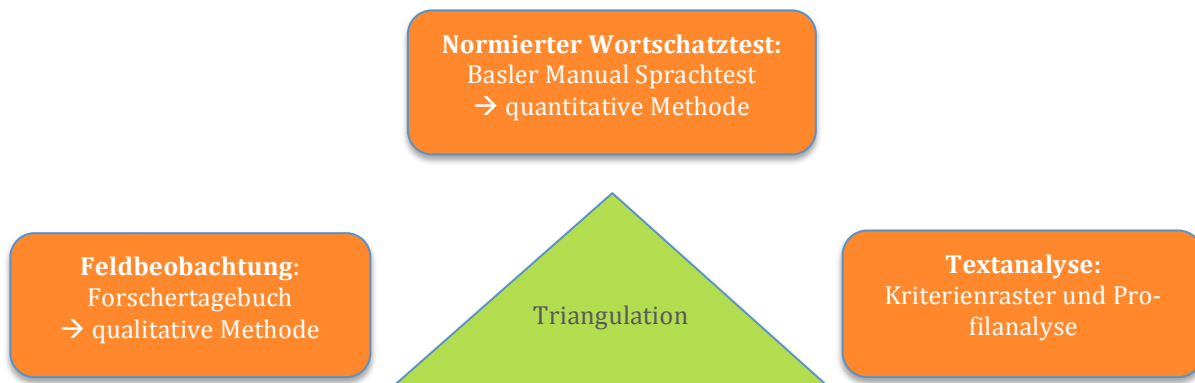 Normierter Wortschatztest:
Basler Manual Sprachtest
→ quantitative Methode
Feldbeobachtung:
Forschertagebuch
→ qualitative Methode
Triangulation
Textanalyse:
Kriterienraster und Pro-
filanalyse